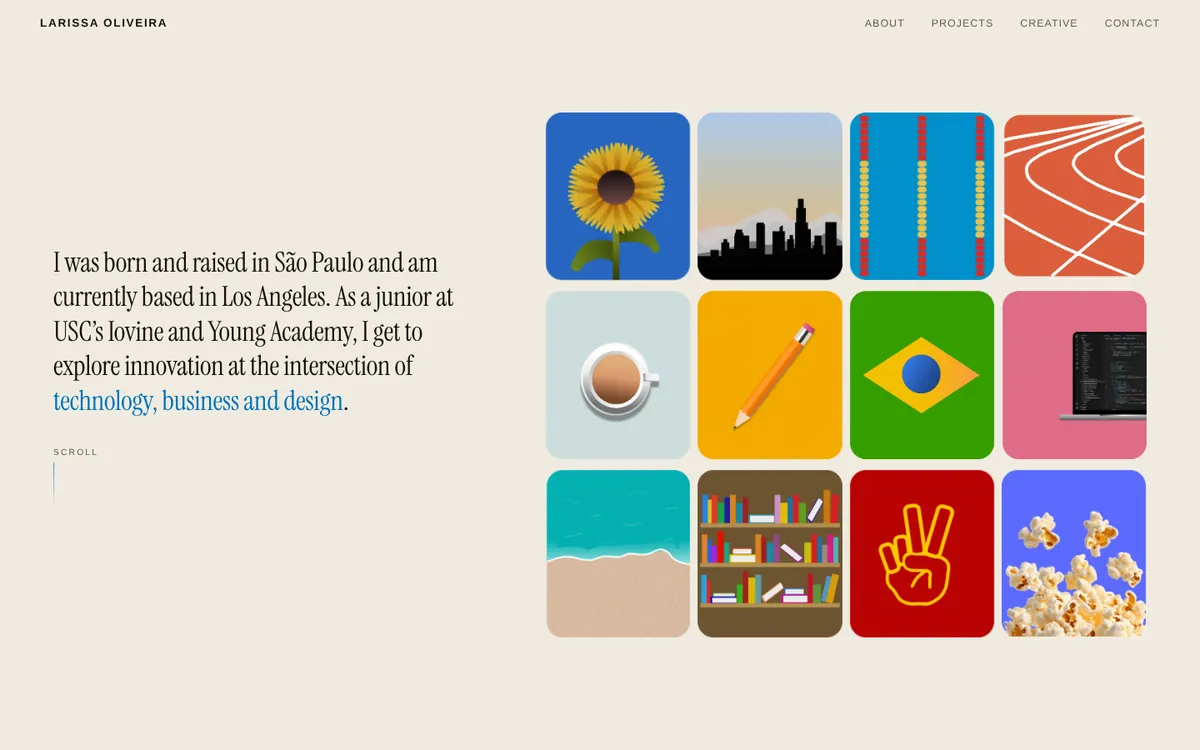 LARISSA OLIVEIRA
ABOUT PROJECTS CREATIVE CONTACT
I was born and raised in São Paulo and am
currently based in Los Angeles. As a junior at
USC’s Iovine and Young Academy, I get to
explore innovation at the intersection of
technology, business and design.
SCROLL